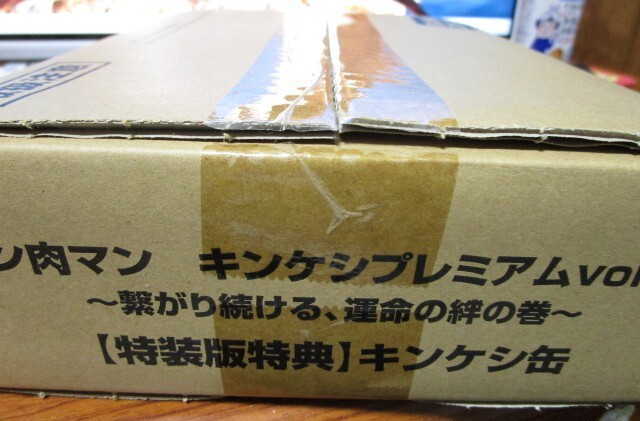 ン肉マン　キンケシプレミアムvol
～繋がり続ける、運命の絆の巻～
【特装版特典】キンケシ缶